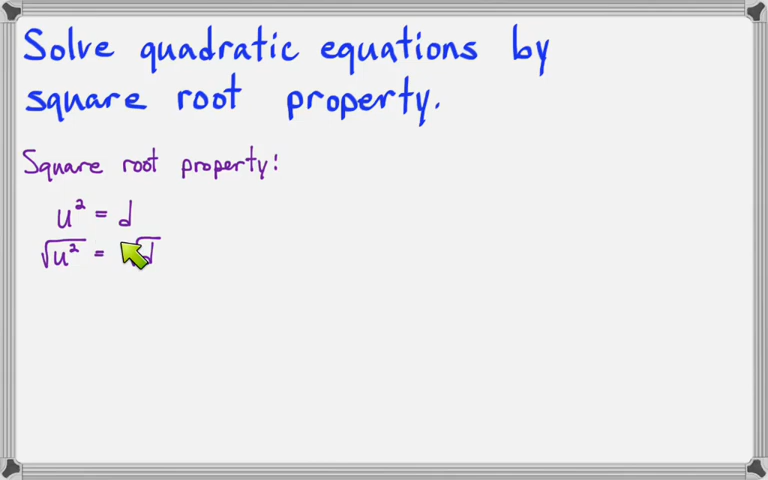 Solve quadratic equations by
square root property.
Square root property:
u² = d
√u² = √d